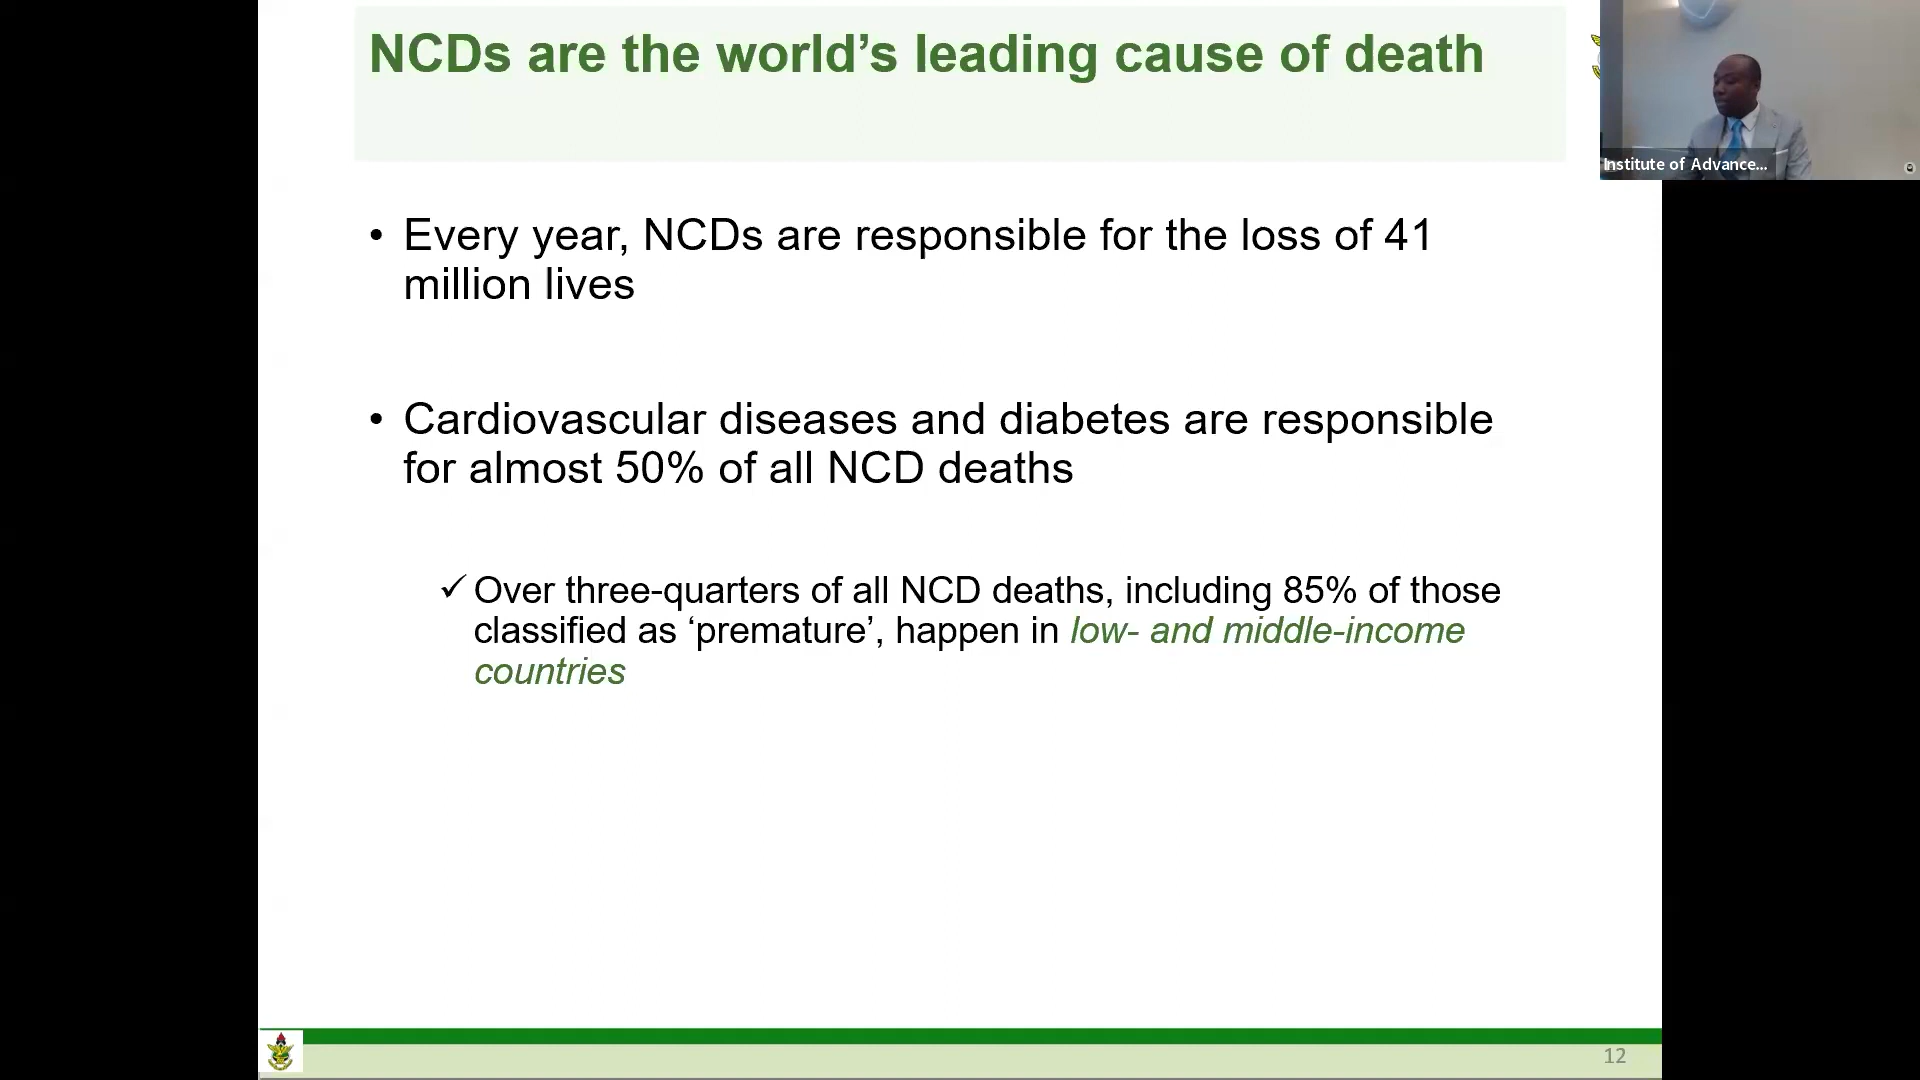 NCDs are the world’s leading cause of death
Institute of Advance...
• Every year, NCDs are responsible for the loss of 41
million lives
• Cardiovascular diseases and diabetes are responsible
for almost 50% of all NCD deaths
✓ Over three-quarters of all NCD deaths, including 85% of those
classified as ‘premature’, happen in low- and middle-income
countries
12